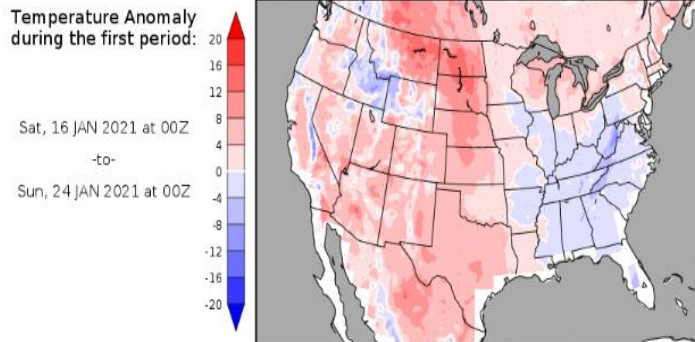 Temperature Anomaly
during the first period:
Sat, 16 JAN 2021 at 00Z
-to-
Sun, 24 JAN 2021 at 00Z
20
16
12
8
4
0
-4
-8
-12
-16
-20